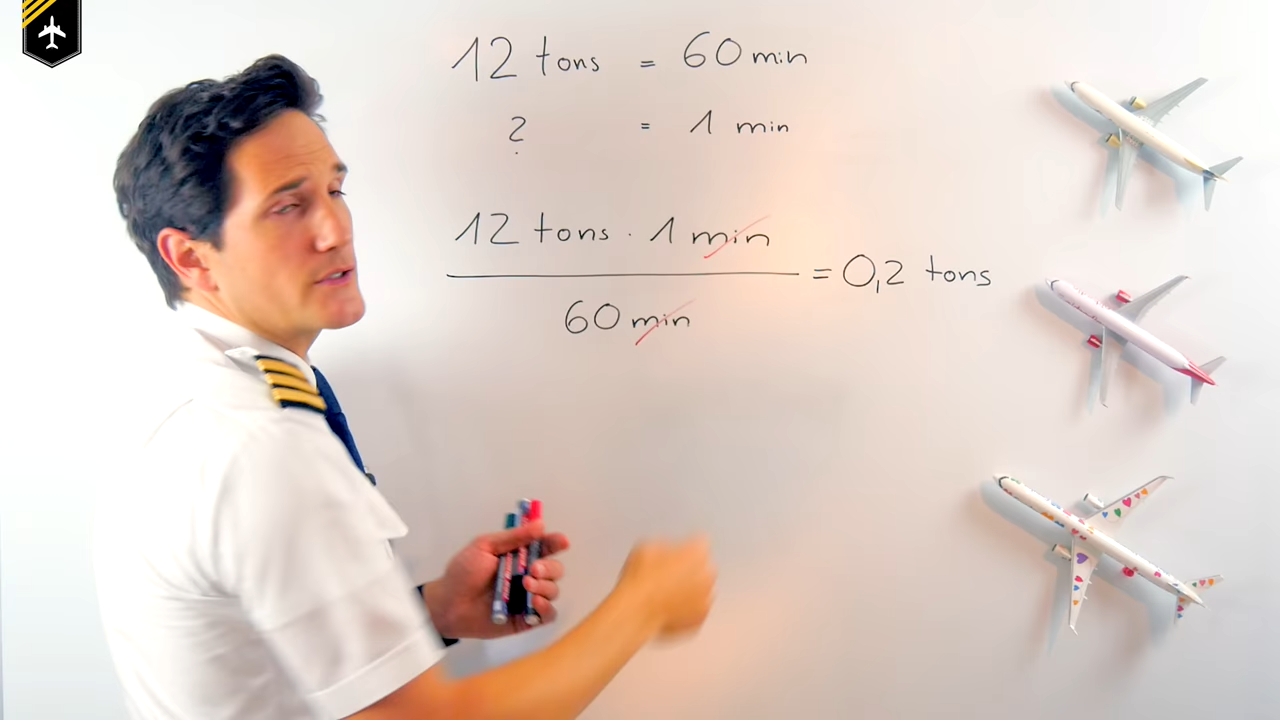 12 tons = 60 min
? = 1 min
12 tons · 1 min
60 min
= 0,2 tons